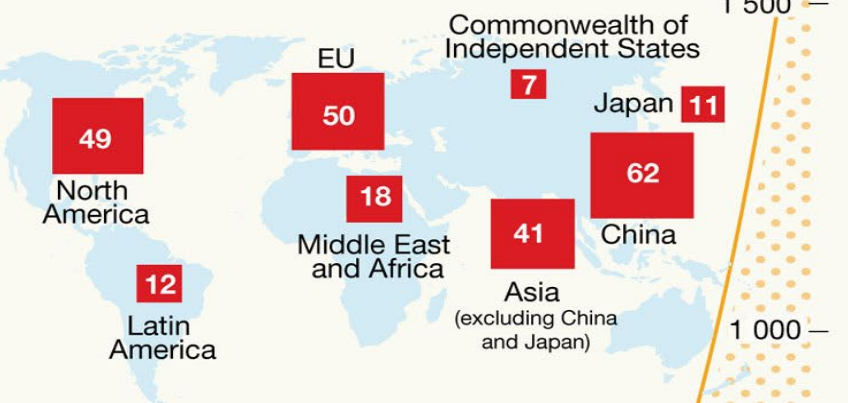 1 500
Commonwealth of
Independent States
7
EU
50
Japan 11
49
North
America
62
China
18
Middle East
and Africa
41
Asia
(excluding China
and Japan)
12
Latin
America
1 000